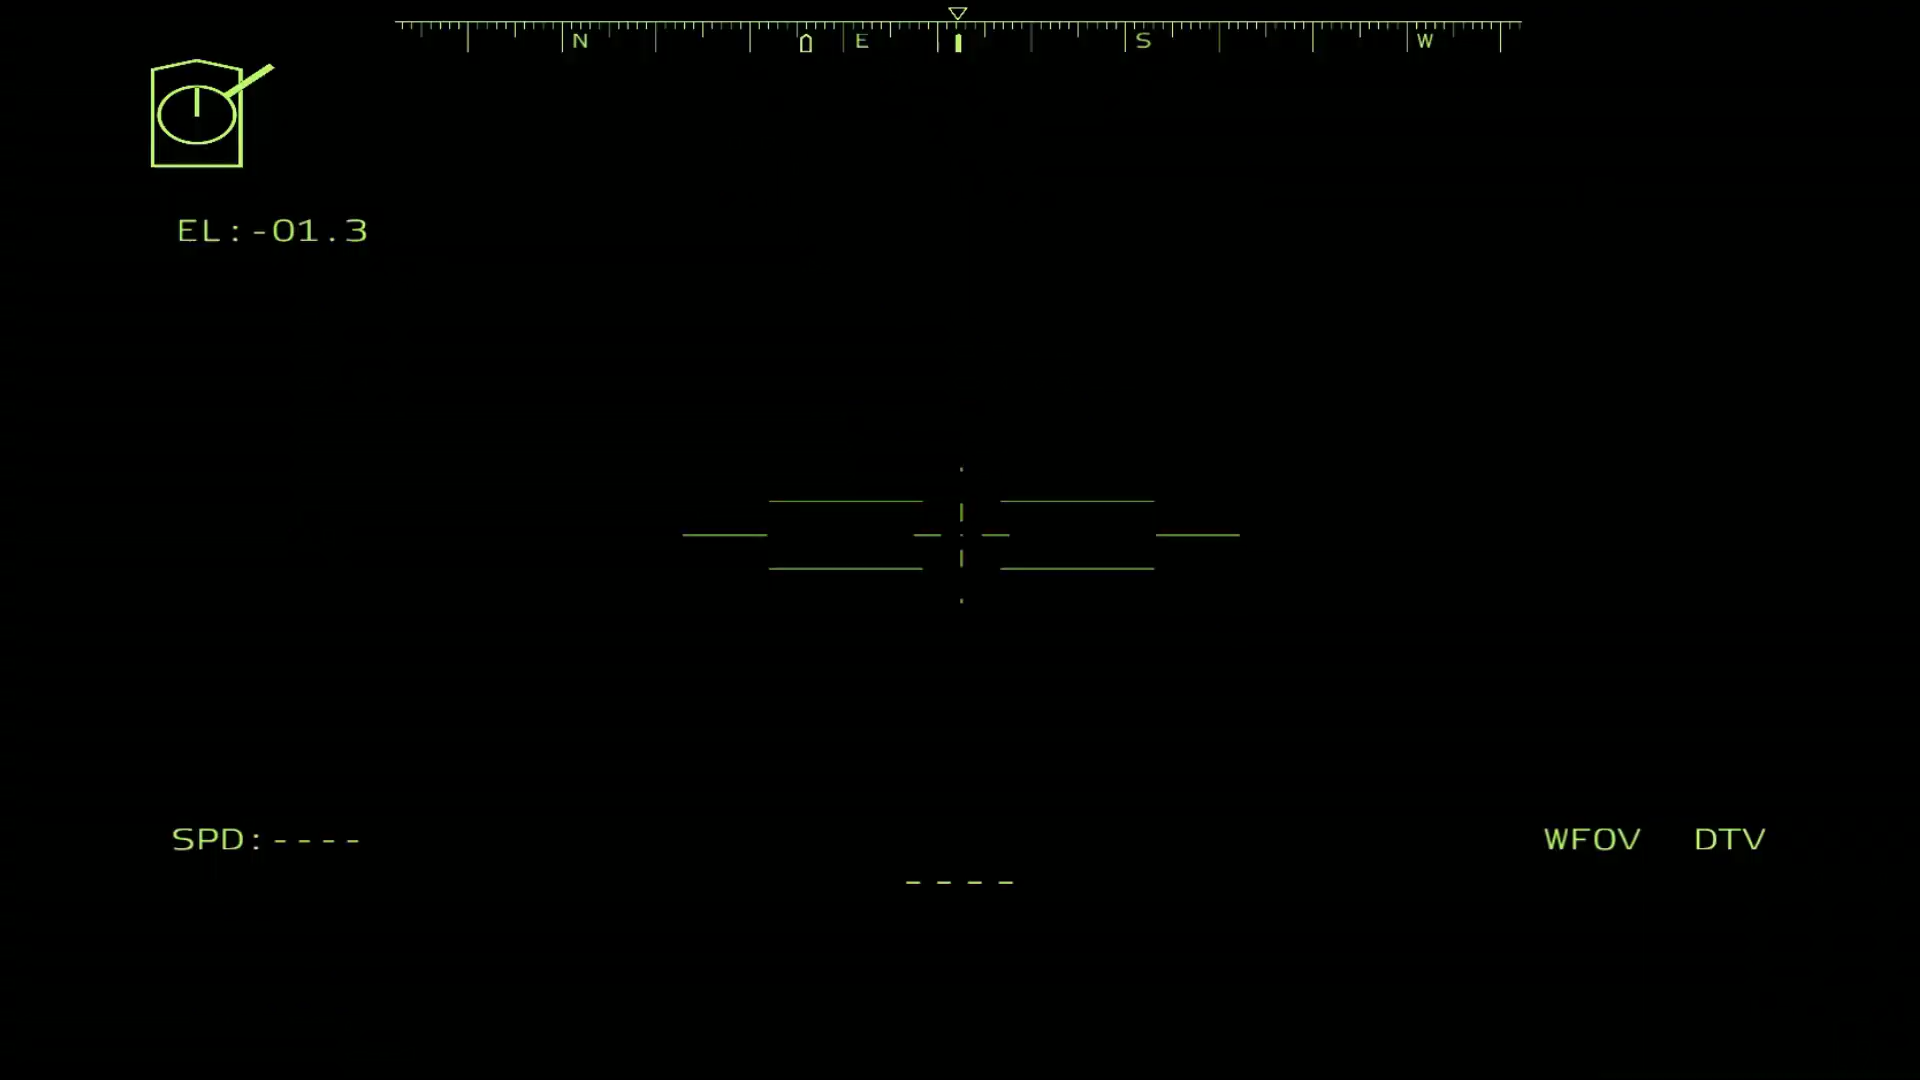 N E S W
EL:-01.3
SPD:----
WFOV DTV
----